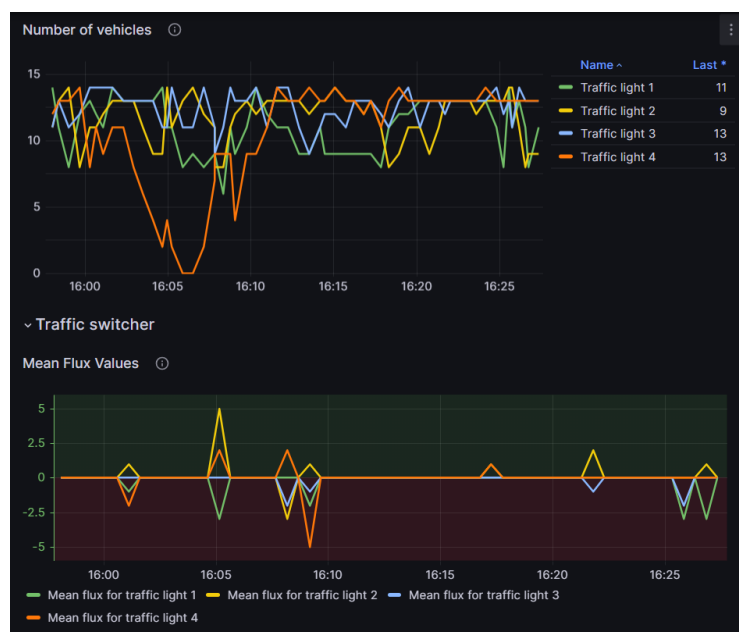 Number of vehicles
Name Last *
15
Traffic light 1 11
Traffic light 2 9
10
Traffic light 3 13
Traffic light 4 13
5
0
16:00 16:05 16:10 16:15 16:20 16:25
Traffic switcher
Mean Flux Values
5
2.5
0
-2.5
-5
16:00 16:05 16:10 16:15 16:20 16:25
Mean flux for traffic light 1 Mean flux for traffic light 2 Mean flux for traffic light 3
Mean flux for traffic light 4